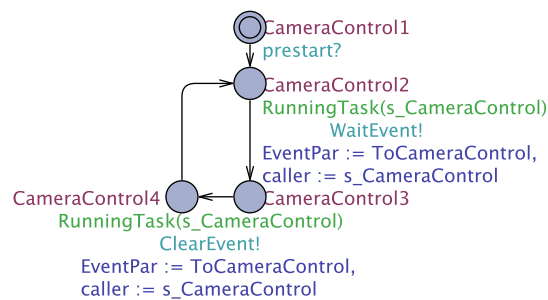 CameraControl1
prestart?
CameraControl2
RunningTask(s_CameraControl)
WaitEvent!
EventPar := ToCameraControl,
caller := s_CameraControl
CameraControl4
CameraControl3
RunningTask(s_CameraControl)
ClearEvent!
EventPar := ToCameraControl,
caller := s_CameraControl